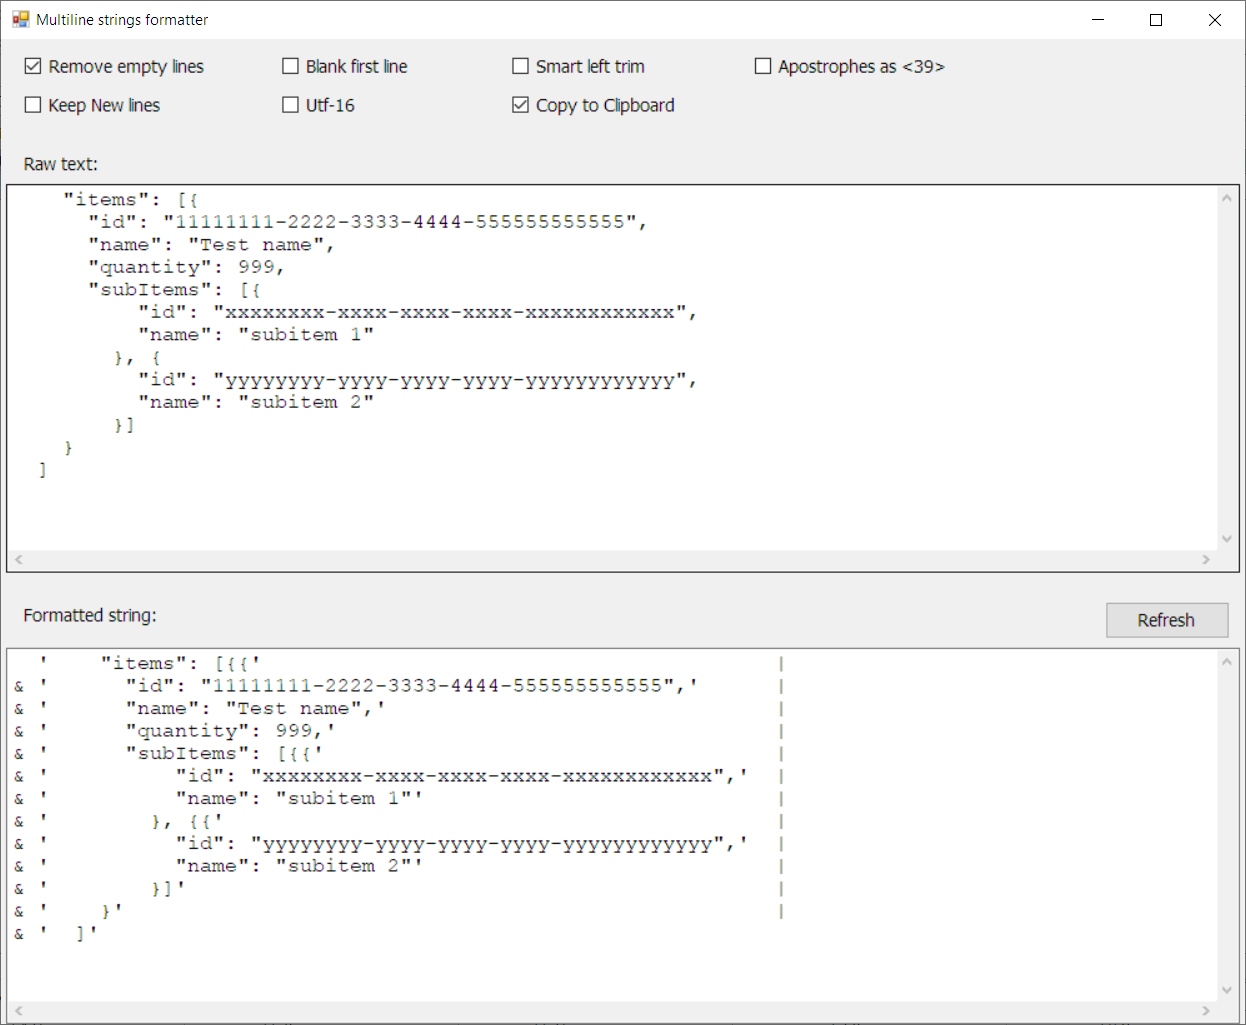 Multiline strings formatter
Remove empty lines Blank first line Smart left trim Apostrophes as <39>
Keep New lines Utf-16 Copy to Clipboard
Raw text:
    "items": [{
      "id": "11111111-2222-3333-4444-555555555555",
      "name": "Test name",
      "quantity": 999,
      "subItems": [{
          "id": "xxxxxxxx-xxxx-xxxx-xxxx-xxxxxxxxxxxx",
          "name": "subitem 1"
        }, {
          "id": "yyyyyyyy-yyyy-yyyy-yyyy-yyyyyyyyyyyy",
          "name": "subitem 2"
        }]
    }
  ]
Formatted string:
Refresh
  '    "items": [{{'                                         |
& '      "id": "11111111-2222-3333-4444-555555555555",'      |
& '      "name": "Test name",'                               |
& '      "quantity": 999,'                                   |
& '      "subItems": [{{'                                    |
& '          "id": "xxxxxxxx-xxxx-xxxx-xxxx-xxxxxxxxxxxx",'  |
& '          "name": "subitem 1"'                            |
& '        }, {{'                                            |
& '          "id": "yyyyyyyy-yyyy-yyyy-yyyy-yyyyyyyyyyyy",'  |
& '          "name": "subitem 2"'                            |
& '        }]'                                               |
& '    }'                                                    |
& '  ]'